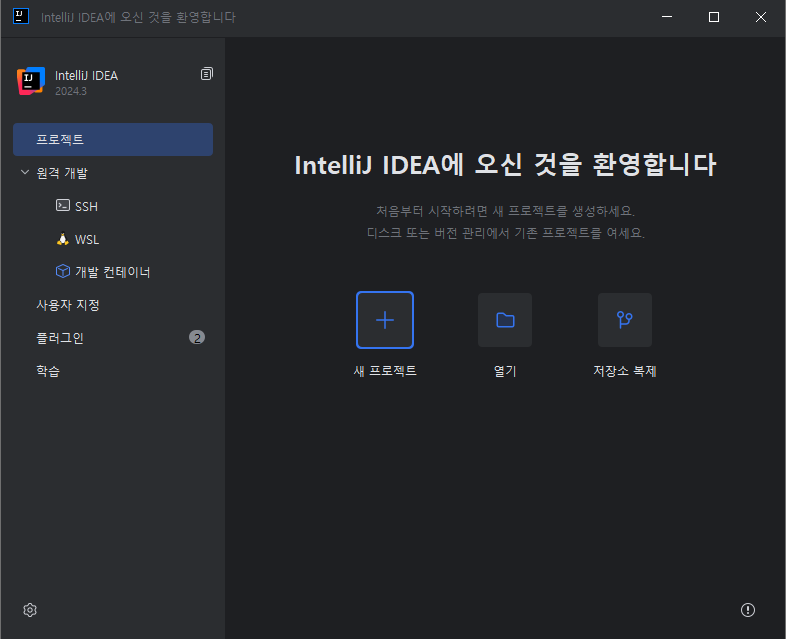 IntelliJ IDEA에 오신 것을 환영합니다
IntelliJ IDEA
2024.3
프로젝트
원격 개발
SSH
WSL
개발 컨테이너
사용자 지정
플러그인 2
학습
IntelliJ IDEA에 오신 것을 환영합니다
처음부터 시작하려면 새 프로젝트를 생성하세요.
디스크 또는 버전 관리에서 기존 프로젝트를 여세요.
새 프로젝트 열기 저장소 복제